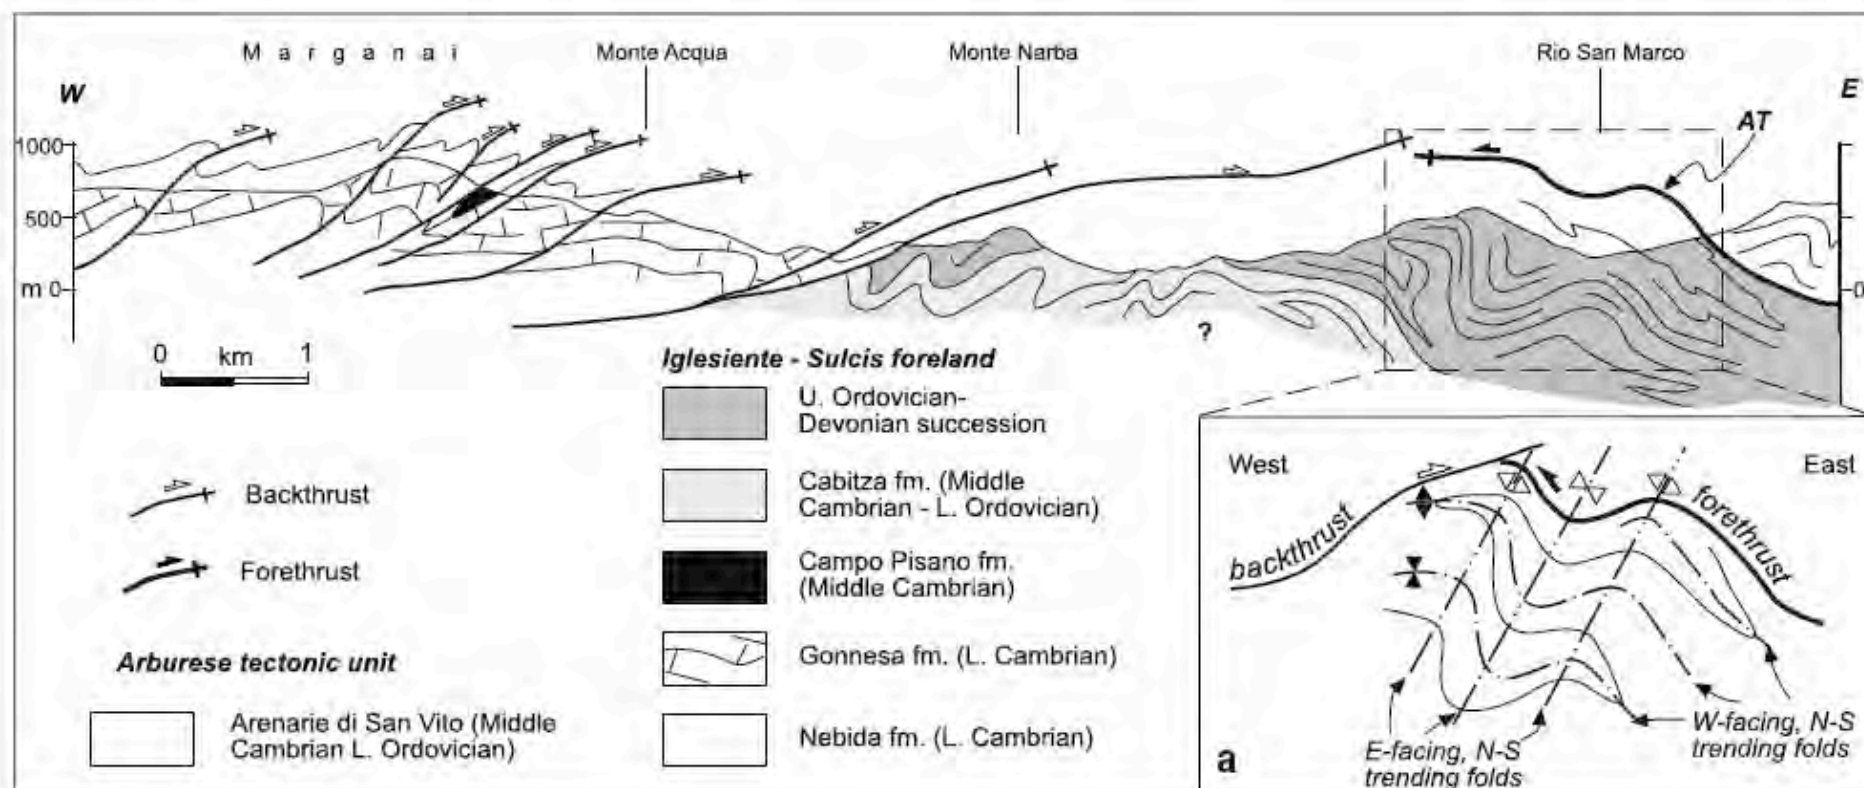 M a r g a n a i
Monte Acqua
Monte Narba
Rio San Marco
W
E
AT
1000
500
m 0
0
0 km 1
?
Iglesiente - Sulcis foreland
U. Ordovician-
Devonian succession
Cabitza fm. (Middle
Cambrian - L. Ordovician)
Campo Pisano fm.
(Middle Cambrian)
Gonnesa fm. (L. Cambrian)
Nebida fm. (L. Cambrian)
Backthrust
Forethrust
Arburese tectonic unit
Arenarie di San Vito (Middle
Cambrian L. Ordovician)
West
East
backthrust
forethrust
W-facing, N-S
trending folds
E-facing, N-S
trending folds
a